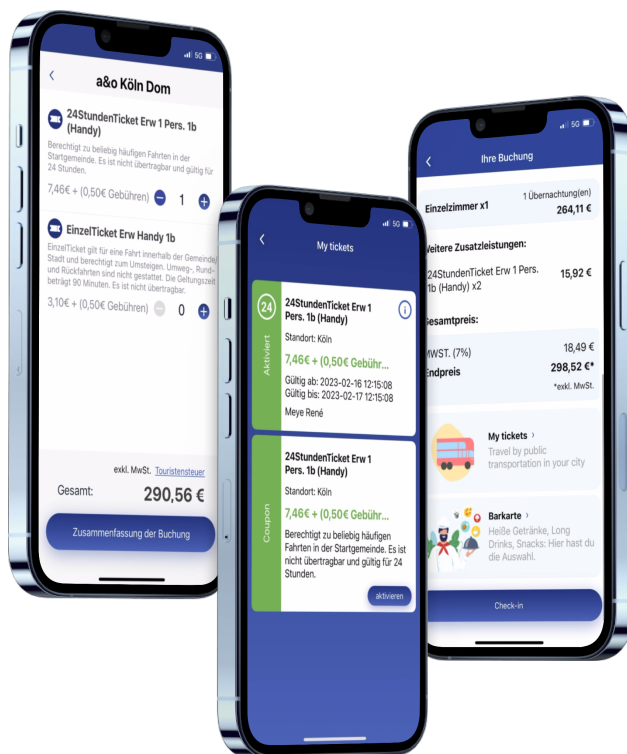 5G
a&o Köln Dom
24StundenTicket Erw 1 Pers. 1b
(Handy)
Berechtigt zu beliebig häufigen Fahrten in der
Startgemeinde. Es ist nicht übertragbar und gültig für
24 Stunden.
7,46€ + (0,50€ Gebühren)
1
EinzelTicket Erw Handy 1b
EinzelTicket gilt für eine Fahrt innerhalb der Gemeinde/
Stadt und berechtigt zum Umsteigen. Umweg-, Rund-
und Rückfahrten sind nicht gestattet. Die Geltungszeit
beträgt 90 Minuten. Es ist nicht übertragbar.
3,10€ + (0,50€ Gebühren)
0
exkl. MwSt. Touristensteuer
Gesamt: 290,56 €
Zusammenfassung der Buchung
5G
My tickets
24
Aktiviert
24StundenTicket Erw 1
Pers. 1b (Handy)
Standort: Köln
7,46€ + (0,50€ Gebühr...
Gültig ab: 2023-02-16 12:15:08
Gültig bis: 2023-02-17 12:15:08
Meye René
Coupon
24StundenTicket Erw 1
Pers. 1b (Handy)
Standort: Köln
7,46€ + (0,50€ Gebühr...
Berechtigt zu beliebig häufigen
Fahrten in der Startgemeinde. Es ist
nicht übertragbar und gültig für 24
Stunden.
aktivieren
5G
Ihre Buchung
Einzelzimmer x1
1 Übernachtung(en)
264,11 €
Weitere Zusatzleistungen:
24StundenTicket Erw 1 Pers.
1b (Handy) x2
15,92 €
Gesamtpreis:
MWST. (7%) 18,49 €
Endpreis 298,52 €*
*exkl. MwSt.
My tickets
Travel by public
transportation in your city
Barkarte
Heiße Getränke, Long
Drinks, Snacks: Hier hast du
die Auswahl.
Check-in